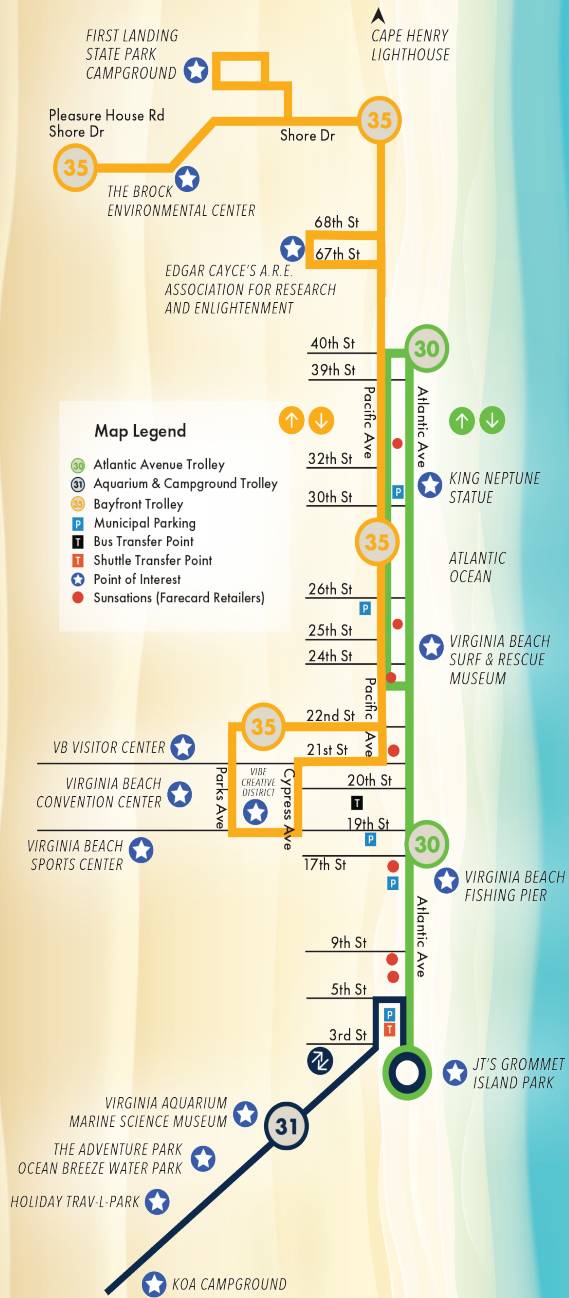 FIRST LANDING
STATE PARK
CAMPGROUND
CAPE HENRY
LIGHTHOUSE
Pleasure House Rd
Shore Dr
35
Shore Dr
35
THE BROCK
ENVIRONMENTAL CENTER
68th St
67th St
EDGAR CAYCE'S A.R.E.
ASSOCIATION FOR RESEARCH
AND ENLIGHTENMENT
40th St
30
39th St
Pacific Ave
Atlantic Ave
Map Legend
30 Atlantic Avenue Trolley
31 Aquarium & Campground Trolley
35 Bayfront Trolley
P Municipal Parking
T Bus Transfer Point
T Shuttle Transfer Point
Point of Interest
Sunsations (Farecard Retailers)
32th St
KING NEPTUNE
STATUE
P
30th St
35
ATLANTIC
OCEAN
26th St
P
25th St
24th St
VIRGINIA BEACH
SURF & RESCUE
MUSEUM
Pacific Ave
22nd St
35
21st St
VB VISITOR CENTER
Parks Ave
VIBE
CREATIVE
DISTRICT
Cypress Ave
VIRGINIA BEACH
CONVENTION CENTER
20th St
T
19th St
P
30
VIRGINIA BEACH
SPORTS CENTER
17th St
P
VIRGINIA BEACH
FISHING PIER
Atlantic Ave
9th St
5th St
P
T
3rd St
JT'S GROMMET
ISLAND PARK
VIRGINIA AQUARIUM
MARINE SCIENCE MUSEUM
31
THE ADVENTURE PARK
OCEAN BREEZE WATER PARK
HOLIDAY TRAV-L-PARK
KOA CAMPGROUND